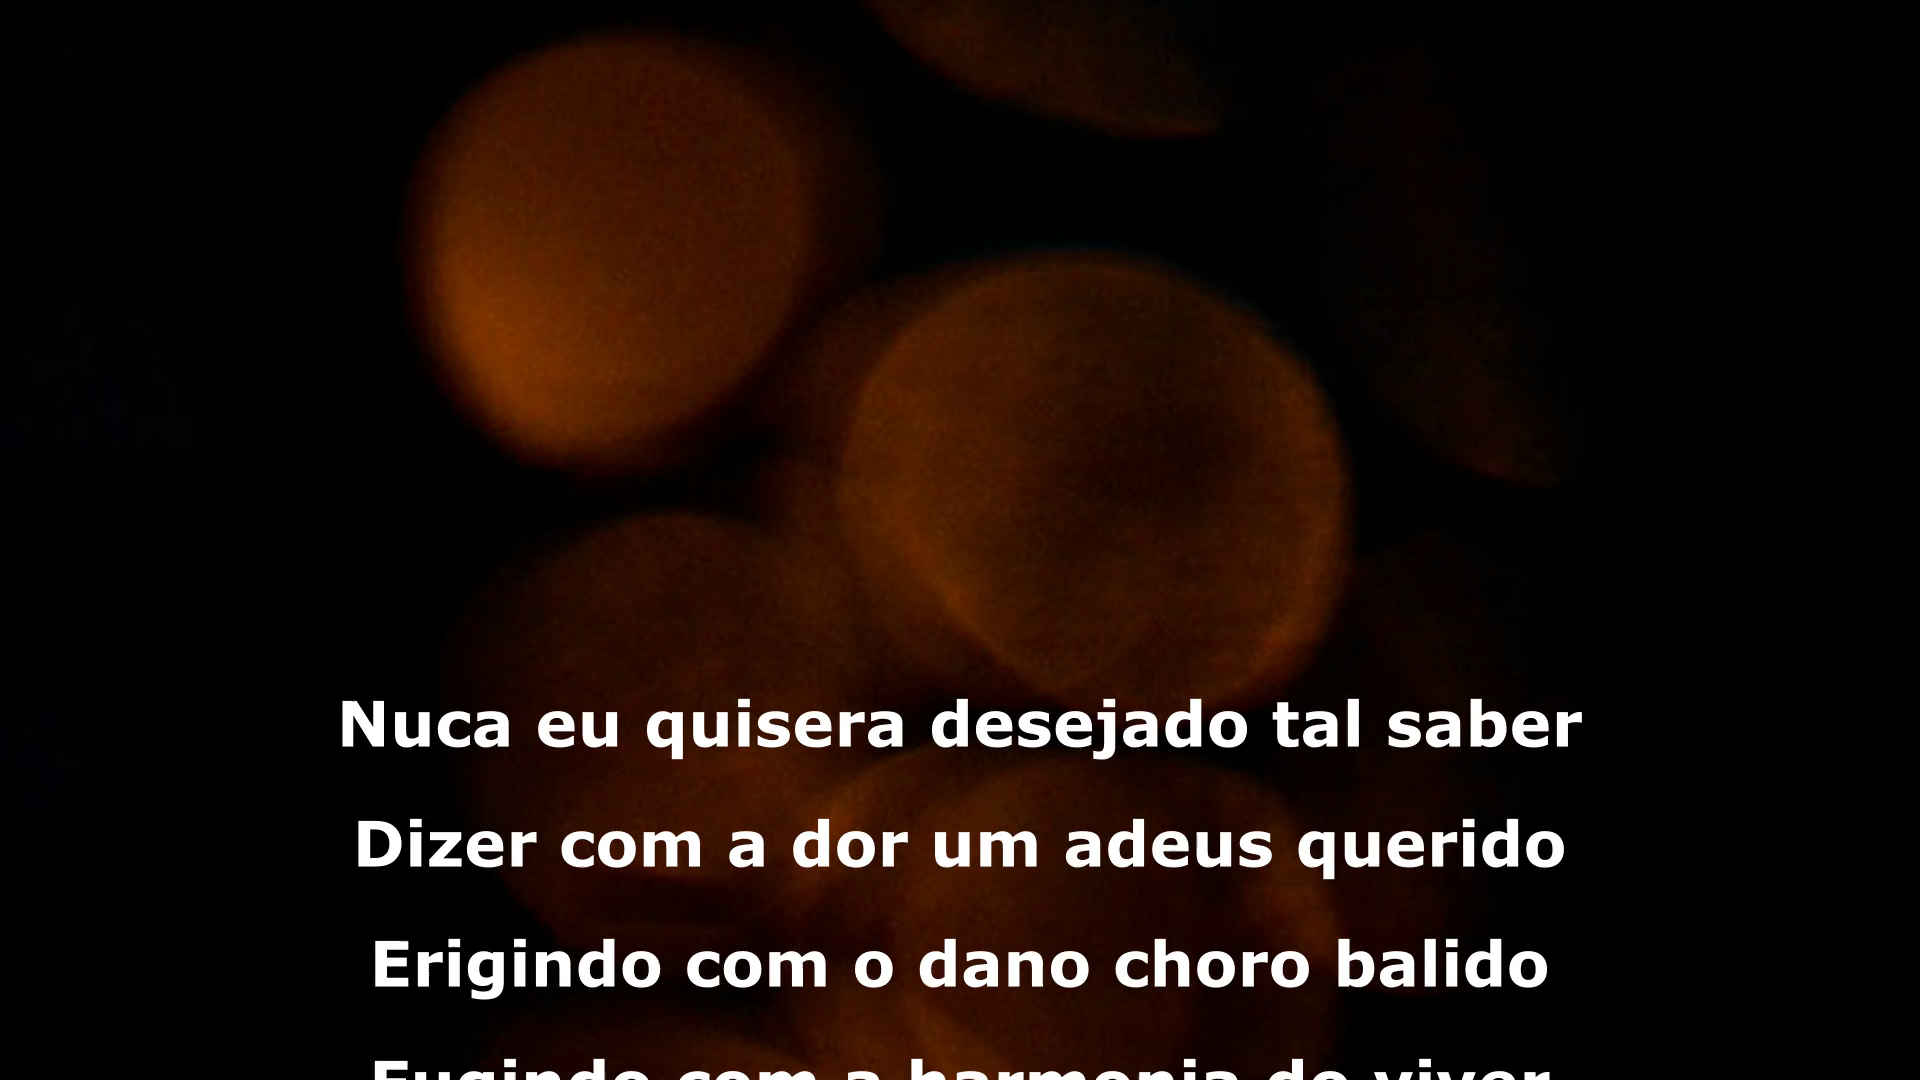 Nuca eu quisera desejado tal saber
Dizer com a dor um adeus querido
Erigindo com o dano choro balido
Fugindo com a harmonia do viver